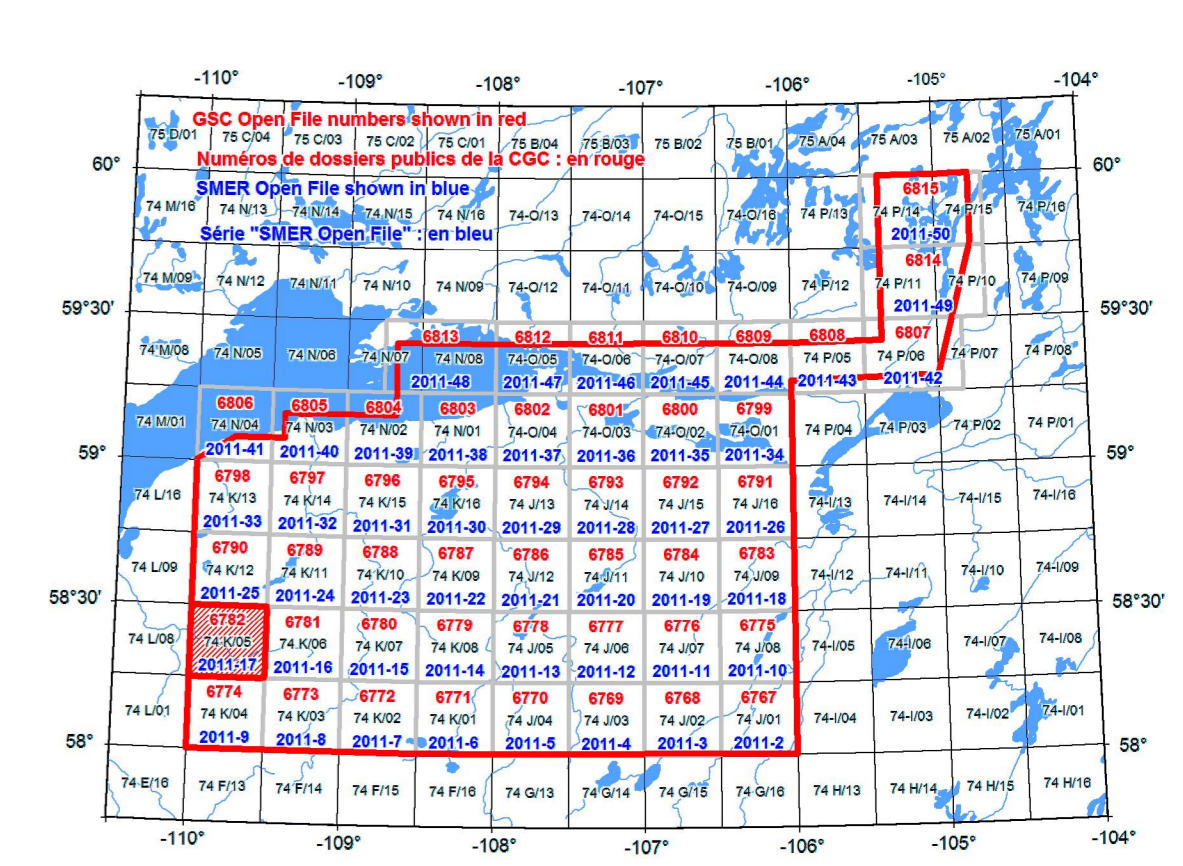 -110° -109° -108° -107° -106° -105° -104°
GSC Open File numbers shown in red
75 D/01 75 C/04 75 C/03 75 C/02 75 C/01 75 B/04 75 B/03 75 B/02 75 B/01 75 A/04 75 A/03 75 A/02 75 A/01
60° 60°
Numéros de dossiers publics de la CGC : en rouge
SMER Open File shown in blue
6815
74 M/16 74 N/13 74 N/14 74 N/15 74 N/16 74-O/13 74-O/14 74-O/15 74-O/16 74 P/13 74 P/14 74 P/15 74 P/16
Série "SMER Open File" : en bleu
2011-50
6814
74 M/09 74 N/12 74 N/11 74 N/10 74 N/09 74-O/12 74-O/11 74-O/10 74-O/09 74 P/12 74 P/11 74 P/10 74 P/09
2011-49
59°30' 59°30'
6813 6812 6811 6810 6809 6808 6807
74 M/08 74 N/05 74 N/06 74 N/07 74 N/08 74-O/05 74-O/06 74-O/07 74-O/08 74 P/05 74 P/06 74 P/07 74 P/08
2011-48 2011-47 2011-46 2011-45 2011-44 2011-43 2011-42
6806 6805 6804 6803 6802 6801 6800 6799
74 M/01 74 N/04 74 N/03 74 N/02 74 N/01 74-O/04 74-O/03 74-O/02 74-O/01 74 P/04 74 P/03 74 P/02 74 P/01
2011-41 2011-40 2011-39 2011-38 2011-37 2011-36 2011-35 2011-34
59° 59°
6798 6797 6796 6795 6794 6793 6792 6791
74 L/16 74 K/13 74 K/14 74 K/15 74 K/16 74 J/13 74 J/14 74 J/15 74 J/16 74-I/13 74-I/14 74-I/15 74-I/16
2011-33 2011-32 2011-31 2011-30 2011-29 2011-28 2011-27 2011-26
6790 6789 6788 6787 6786 6785 6784 6783
74 L/09 74 K/12 74 K/11 74 K/10 74 K/09 74 J/12 74 J/11 74 J/10 74 J/09 74-I/12 74-I/11 74-I/10 74-I/09
2011-25 2011-24 2011-23 2011-22 2011-21 2011-20 2011-19 2011-18
58°30' 58°30'
6782 6781 6780 6779 6778 6777 6776 6775
74 L/08 74 K/05 74 K/06 74 K/07 74 K/08 74 J/05 74 J/06 74 J/07 74 J/08 74-I/05 74-I/06 74-I/07 74-I/08
2011-17 2011-16 2011-15 2011-14 2011-13 2011-12 2011-11 2011-10
6774 6773 6772 6771 6770 6769 6768 6767
74 L/01 74 K/04 74 K/03 74 K/02 74 K/01 74 J/04 74 J/03 74 J/02 74 J/01 74-I/04 74-I/03 74-I/02 74-I/01
2011-9 2011-8 2011-7 2011-6 2011-5 2011-4 2011-3 2011-2
58° 58°
74-E/16 74 F/13 74 F/14 74 F/15 74 F/16 74 G/13 74 G/14 74 G/15 74 G/16 74 H/13 74 H/14 74 H/15 74 H/16
-110° -109° -108° -107° -106° -105° -104°